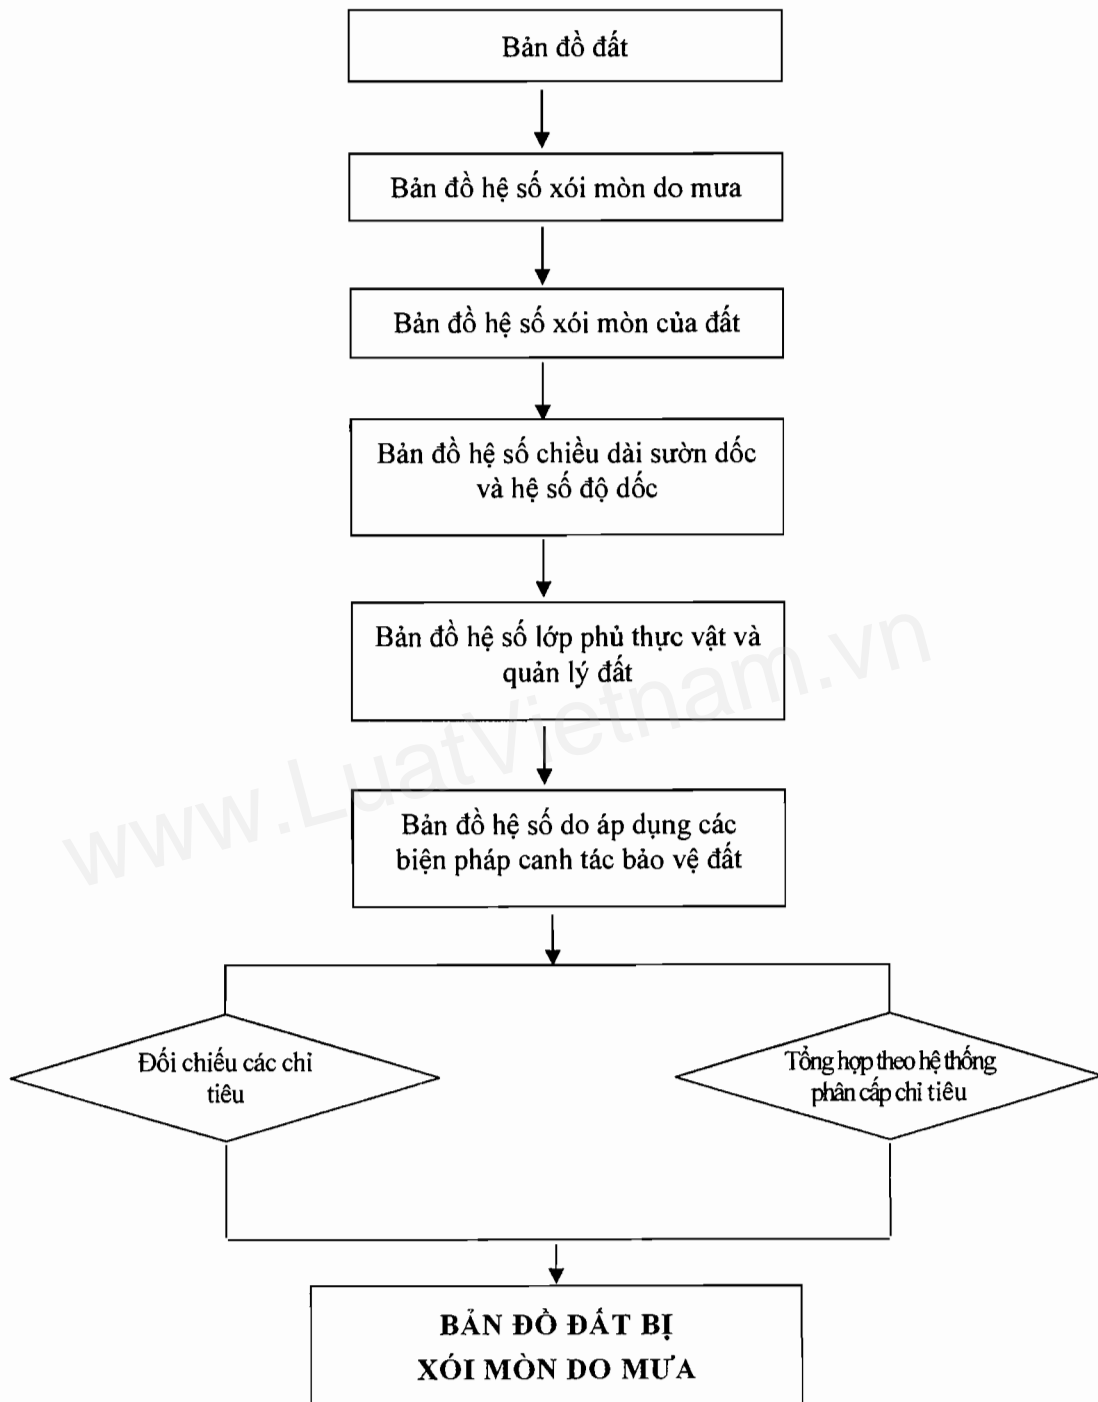 Bản đồ đất
Bản đồ hệ số xói mòn do mưa
Bản đồ hệ số xói mòn của đất
Bản đồ hệ số chiều dài sườn dốc
và hệ số độ dốc
Bản đồ hệ số lớp phủ thực vật và
quản lý đất
www.LuatVietnam.vn
Bản đồ hệ số do áp dụng các
biện pháp canh tác bảo vệ đất
Đối chiếu các chỉ
tiêu
Tổng hợp theo hệ thống
phân cấp chỉ tiêu
BẢN ĐỒ ĐẤT BỊ
XÓI MÒN DO MƯA